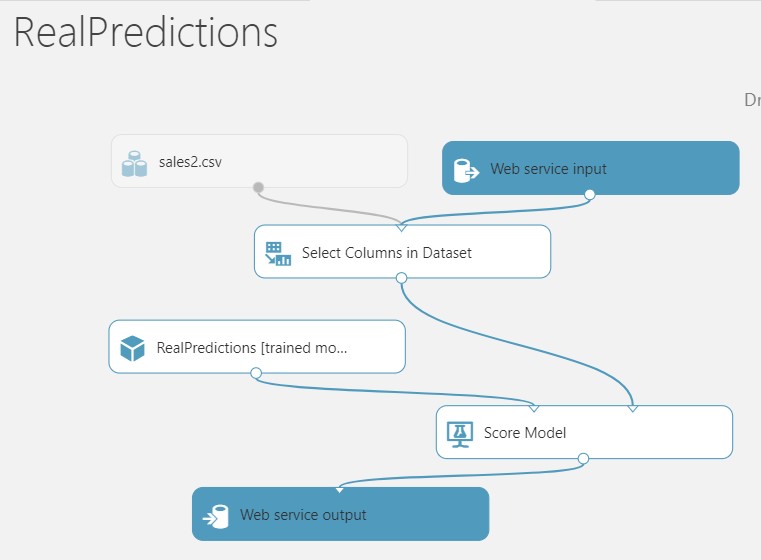 RealPredictions
Dr
sales2.csv
Web service input
Select Columns in Dataset
RealPredictions [trained mo...
Score Model
Web service output